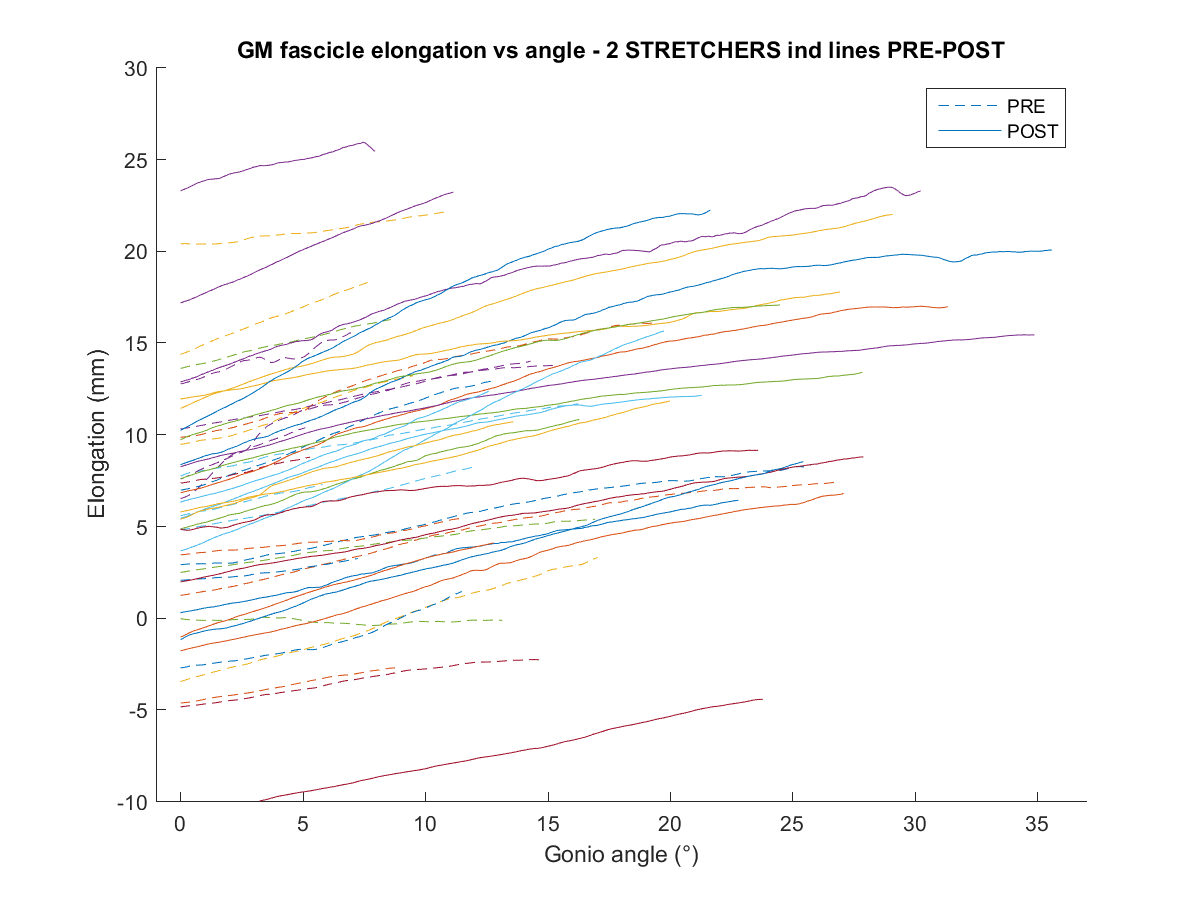 GM fascicle elongation vs angle - 2 STRETCHERS ind lines PRE-POST
30
25
20
15
10
5
0
-5
-10
Elongation (mm)
PRE
POST
0 5 10 15 20 25 30 35
Gonio angle (°)